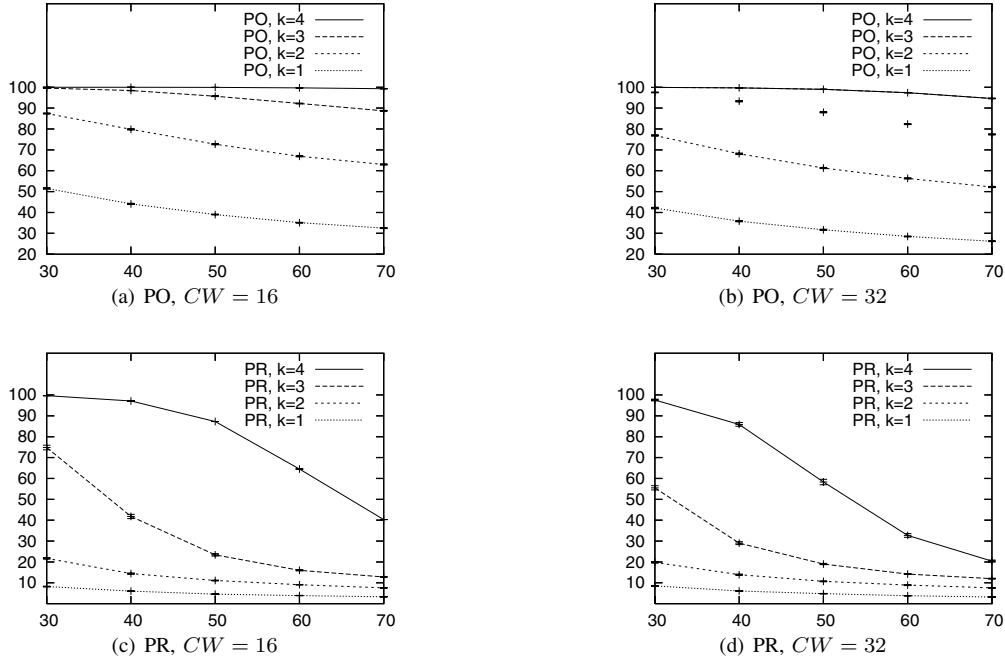 PO, k=4
PO, k=3
PO, k=2
PO, k=1
100
90
80
70
60
50
40
30
20
30 40 50 60 70
(a) PO, CW = 16
PO, k=4
PO, k=3
PO, k=2
PO, k=1
100
90
80
70
60
50
40
30
20
30 40 50 60 70
(b) PO, CW = 32
PR, k=4
PR, k=3
PR, k=2
PR, k=1
100
90
80
70
60
50
40
30
20
10
30 40 50 60 70
(c) PR, CW = 16
PR, k=4
PR, k=3
PR, k=2
PR, k=1
100
90
80
70
60
50
40
30
20
10
30 40 50 60 70
(d) PR, CW = 32